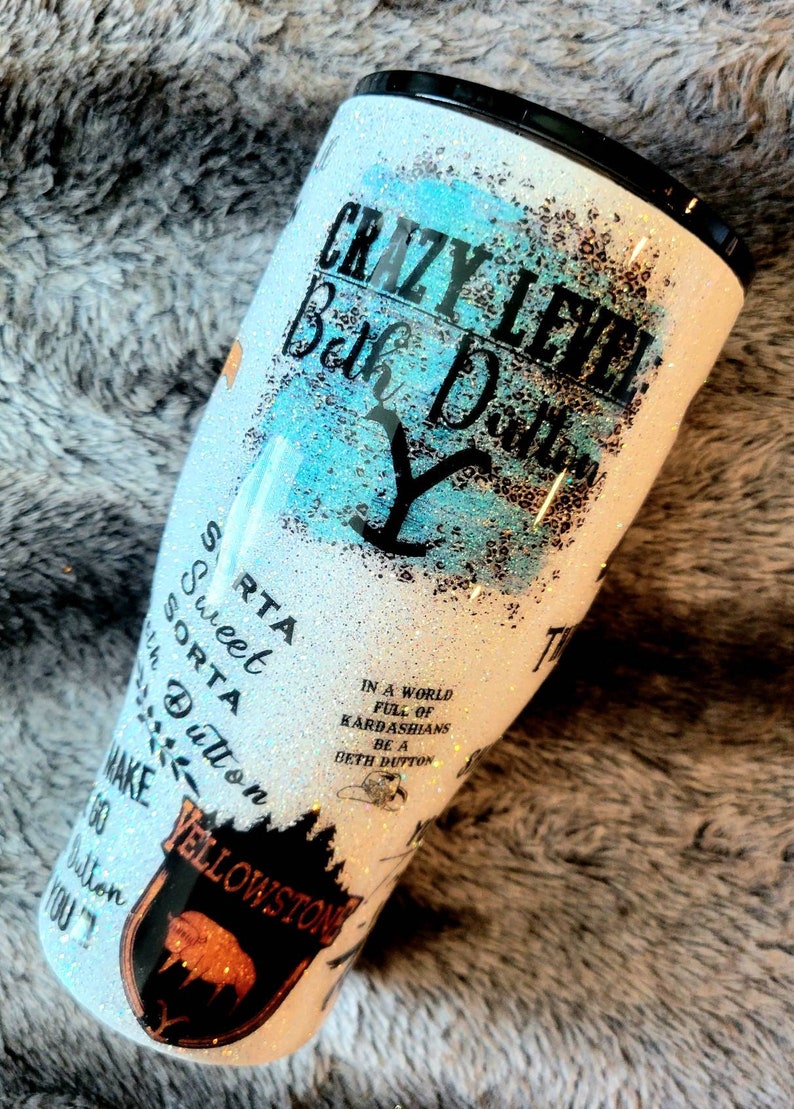 CRAZY LEVEL:
Beth Dutton
Y
SORTA
Sweet
SORTA
Dutton
IN A WORLD
FULL OF
KARDASHIANS
BE A
BETH DUTTON
MAKE
GO
Dutton
YOU
YELLOWSTONE